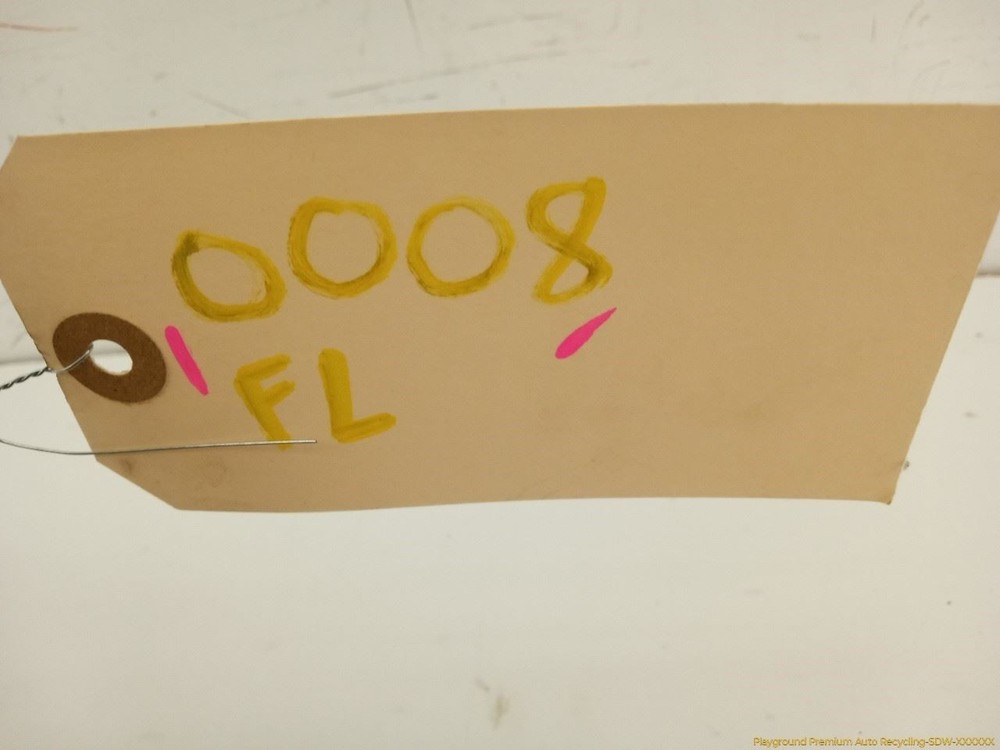 0008
FL
Playground Premium Auto Recycling-SDW-XXXXXX